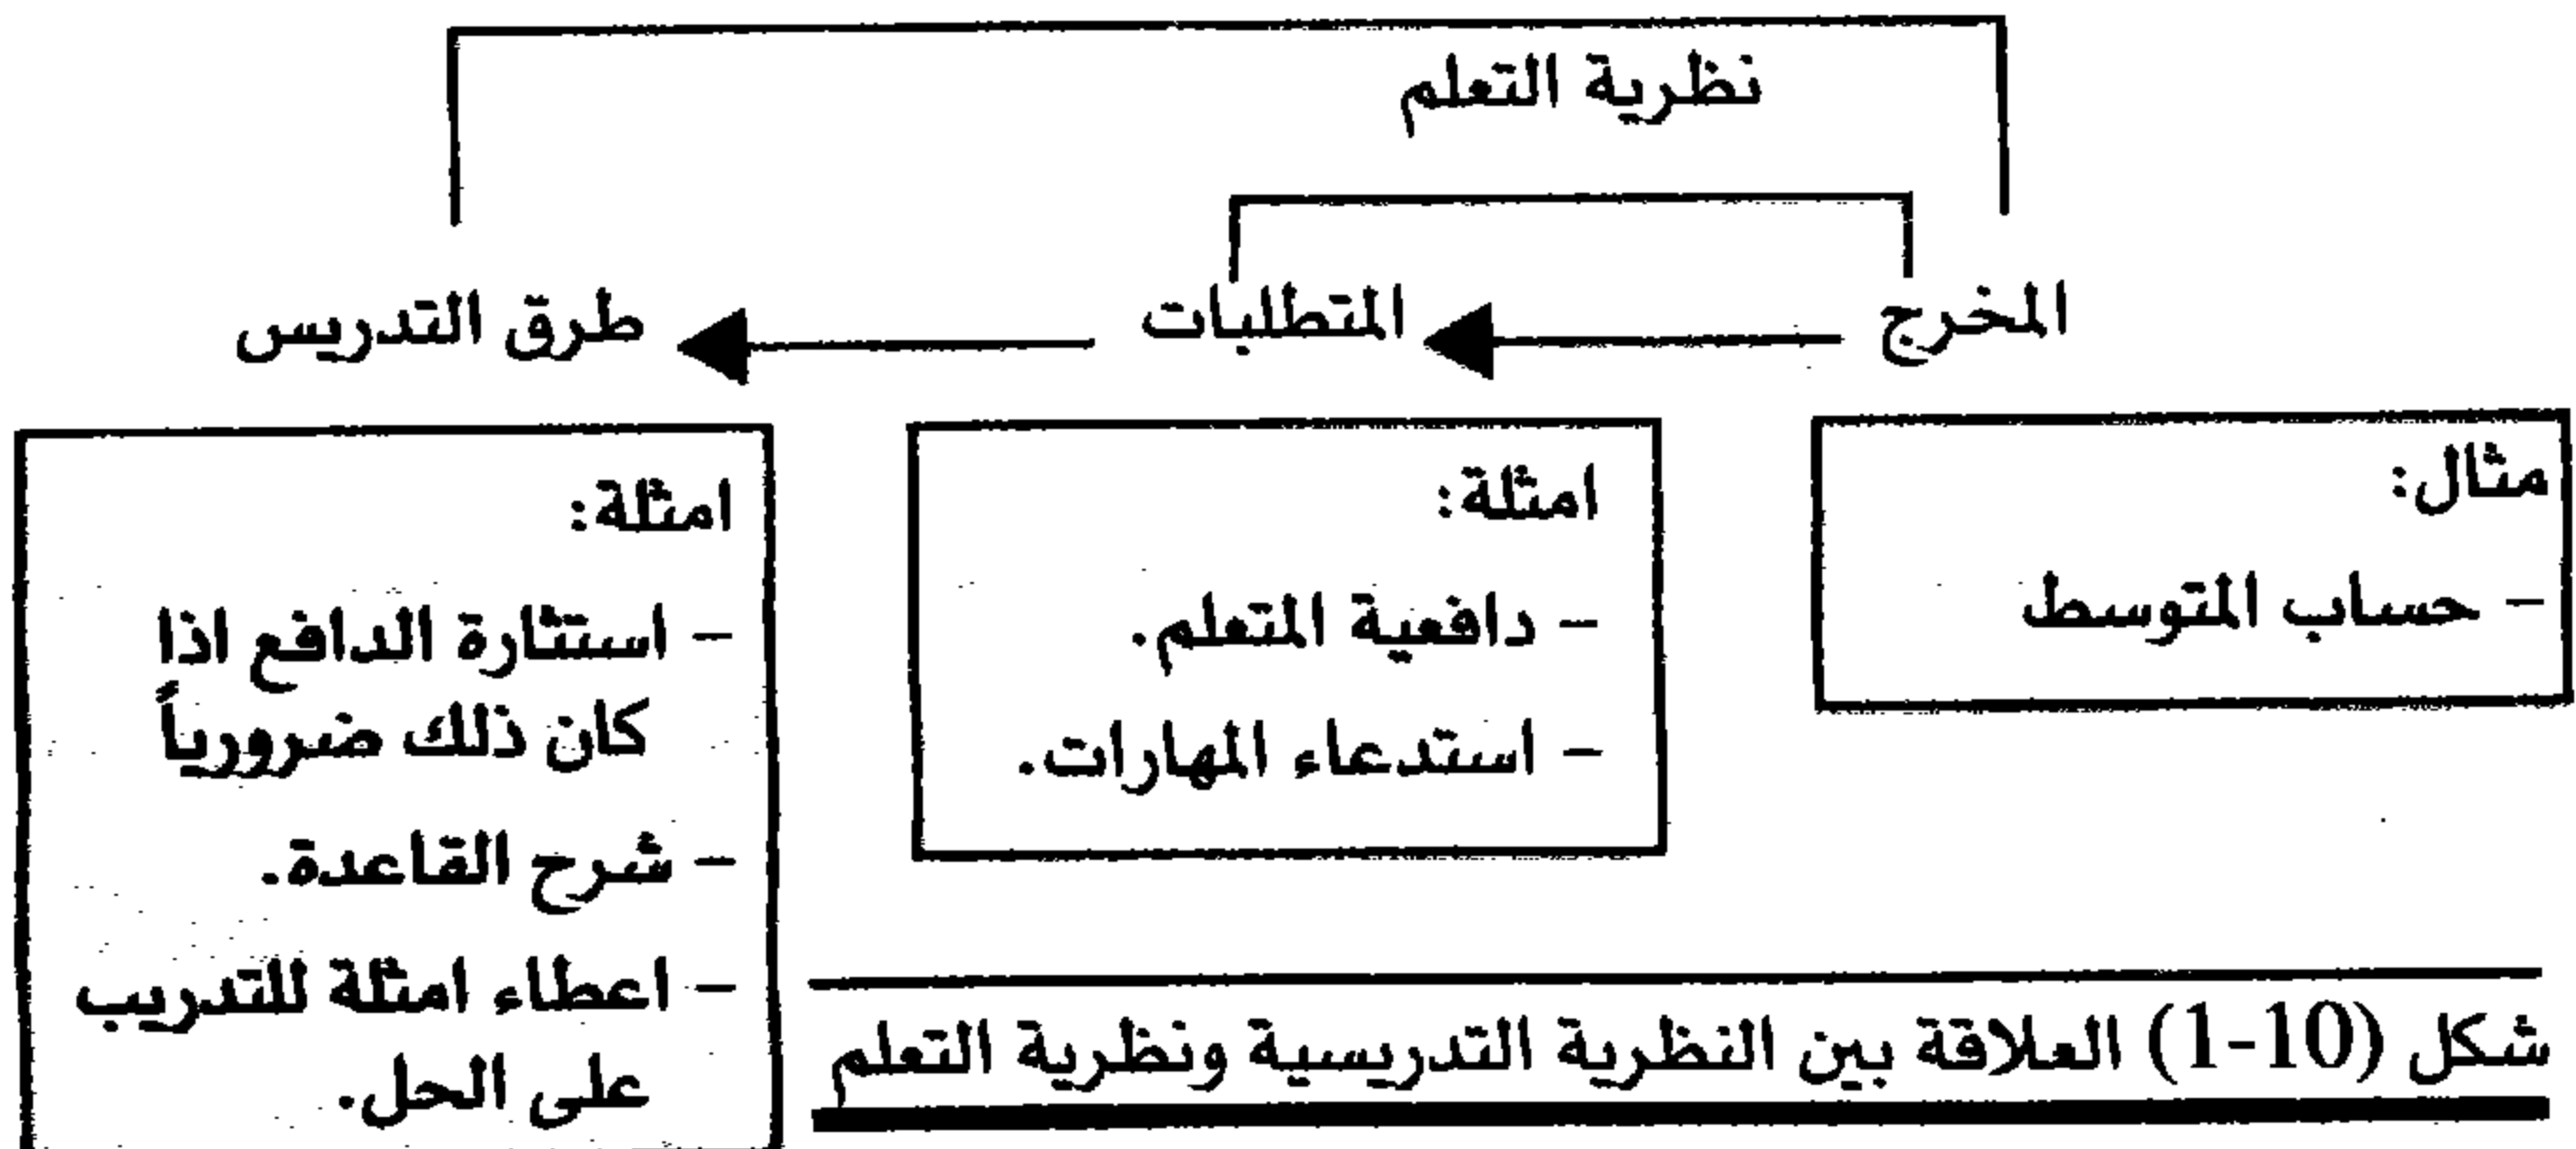 نظرية التعلم
المخرج
المتطلبات
طرق التدريس
مثال:
- حساب المتوسط
امثلة:
- دافعية المتعلم.
- استدعاء المهارات.
امثلة:
- استثارة الدافع اذا
كان ذلك ضرورياً
- شرح القاعدة.
- اعطاء امثلة للتدريب
على الحل.
شكل (10-1) العلاقة بين النظرية التدريسية ونظرية التعلم